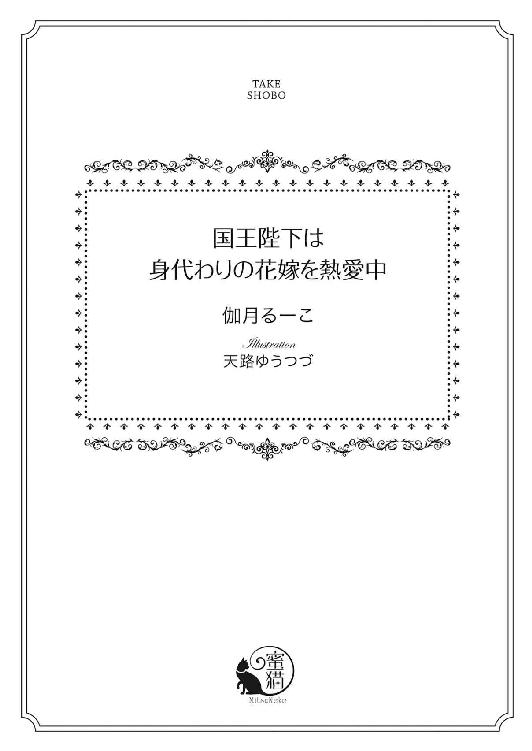 TAKE
SHOBO
国王陛下は
身代わりの花嫁を熱愛中
伽月るーこ
Illustration
天路ゆうつづ
蜜猫
MitsuNeko